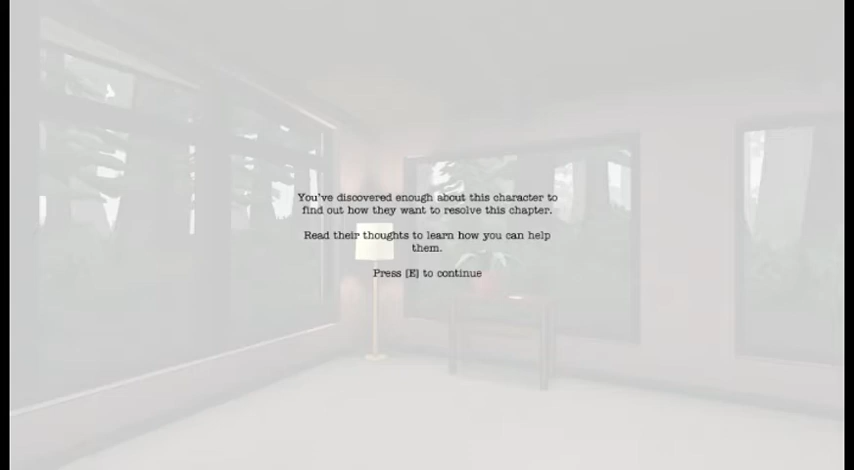 You've discovered enough about this character to
find out how they want to resolve this chapter.
Read their thoughts to learn how you can help
them.
Press [E] to continue